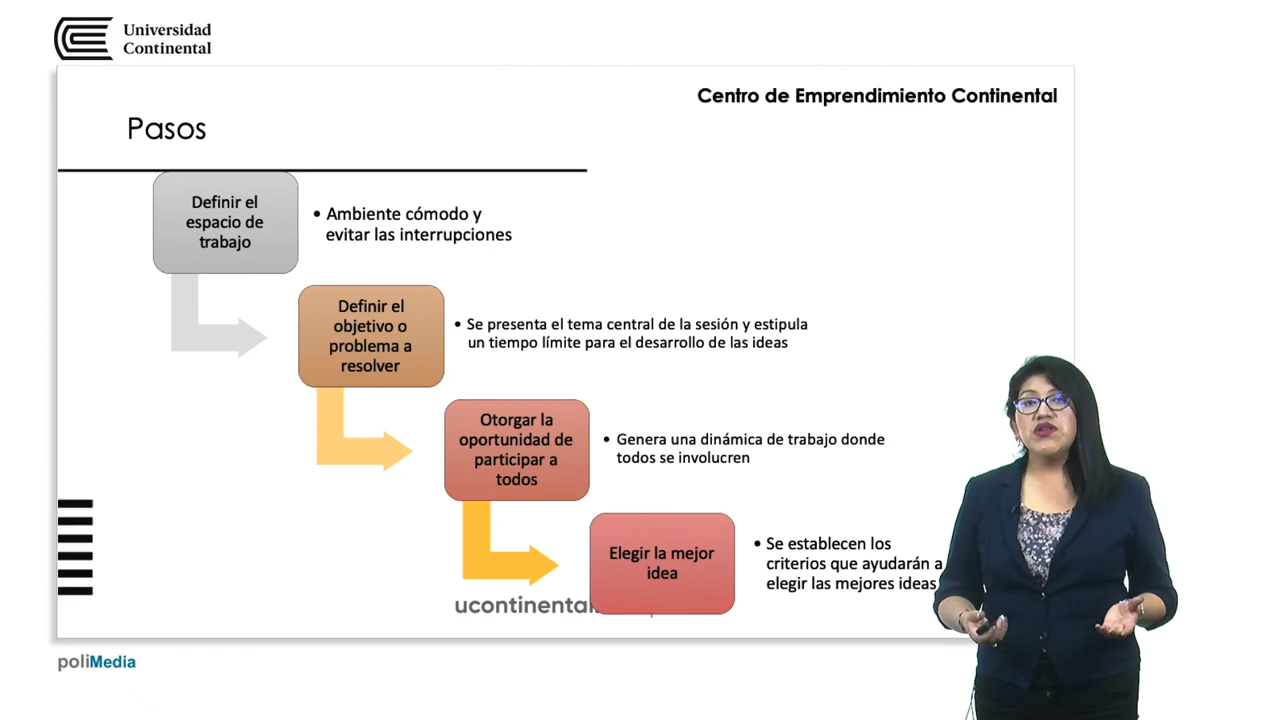 Universidad
Continental
Centro de Emprendimiento Continental
Pasos
Definir el
espacio de
trabajo
• Ambiente cómodo y
evitar las interrupciones
Definir el
objetivo o
problema a
resolver
• Se presenta el tema central de la sesión y estipula
un tiempo límite para el desarrollo de las ideas
Otorgar la
oportunidad de
participar a
todos
• Genera una dinámica de trabajo donde
todos se involucren
Elegir la mejor
idea
• Se establecen los
criterios que ayudarán a
elegir las mejores ideas
ucontinental
poliMedia